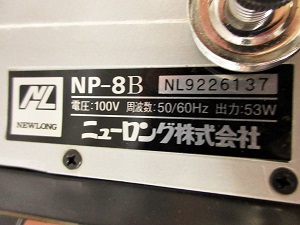 NL NP-8B NL9226137
NEWLONG 電圧:100V 周波数:50/60Hz 出力:53W
ニューロング株式会社